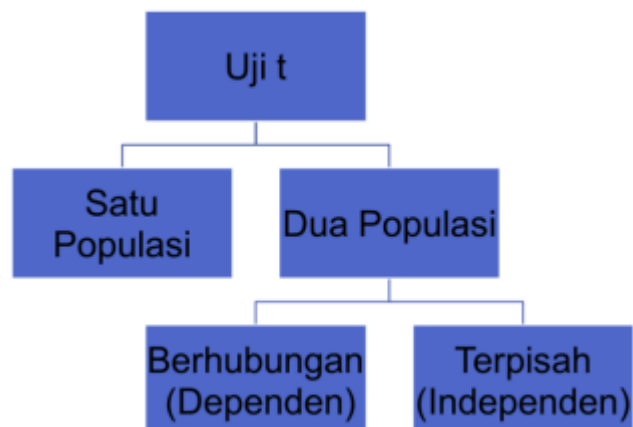 Uji t
Satu
Populasi
Dua Populasi
Berhubungan
(Dependen)
Terpisah
(Independen)